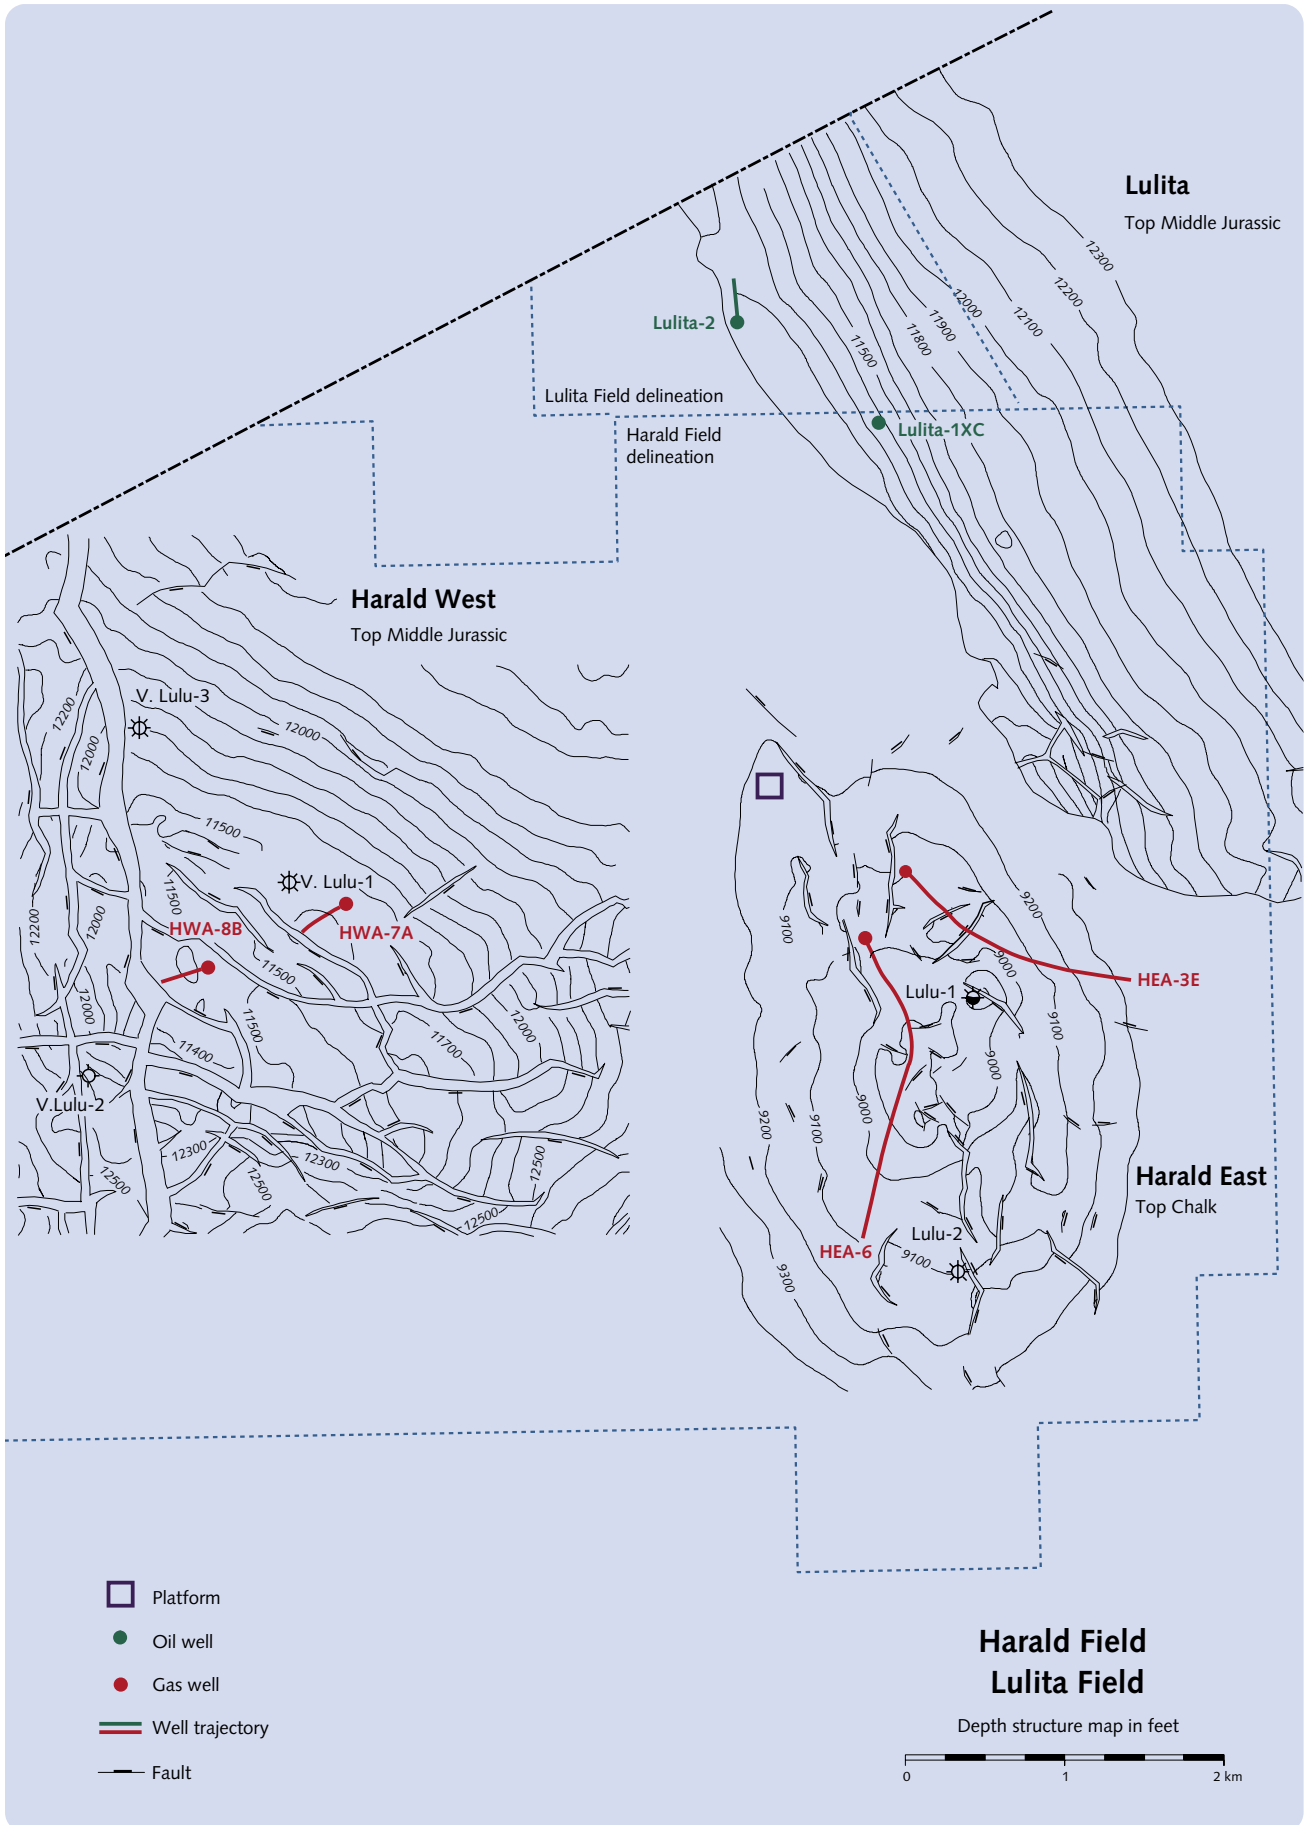 Lulita
Top Middle Jurassic
12300
12200
12100
12000
11900
11800
11500
Lulita-2
Lulita Field delineation
Lulita-1XC
Harald Field
delineation
Harald West
Top Middle Jurassic
V. Lulu-3
12200
12000
12000
11500
V. Lulu-1
11500
HWA-8B
HWA-7A
12200
12000
11500
12000
11500
11400
11700
12000
V.Lulu-2
12300
12300
12500
12500
12500
12500
9200
9100
9000
HEA-3E
Lulu-1
9100
9000
9000
9100
9200
Harald East
Top Chalk
Lulu-2
HEA-6
9100
9300
Platform
Oil well
Gas well
Well trajectory
Fault
Harald Field
Lulita Field
Depth structure map in feet
0 1 2 km